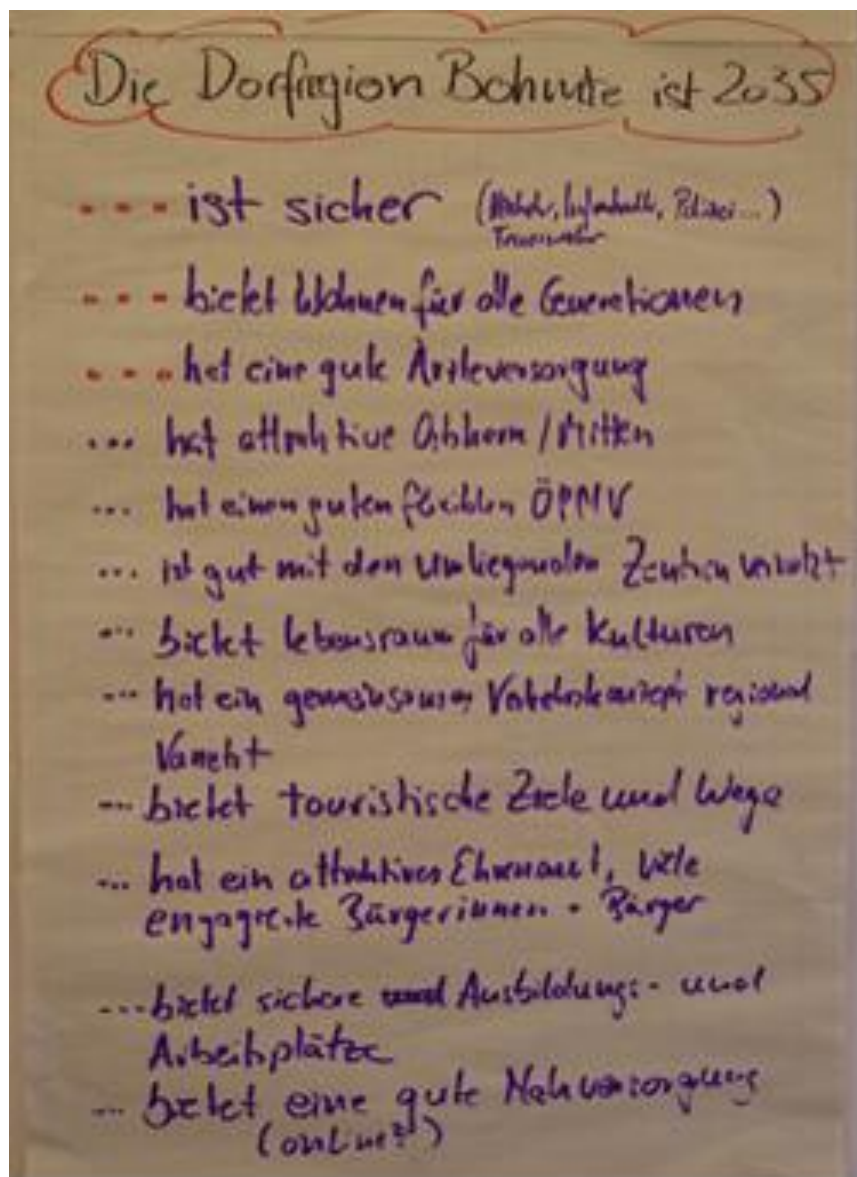 Die Dorfregion Bohmte ist 2035
... ist sicher (Polizei...)
Feuerwehr
... bietet Wohnen für alle Generationen
... hat eine gute Ärzteversorgung
... hat attraktive Ortskerne / Mitten
... hat einen guten flexiblen ÖPNV
... ist gut mit den umliegenden Zentren vernetzt
... bietet Lebensraum für alle Kulturen
... hat ein gemeinsames Verkehrskonzept regional
... bietet touristische Ziele und Wege
... hat ein attraktives Ehrenamt, viele
engagierte Bürgerinnen + Bürger
... bietet sichere Ausbildungs- und
Arbeitsplätze
... bietet eine gute Nahversorgung
(online?)